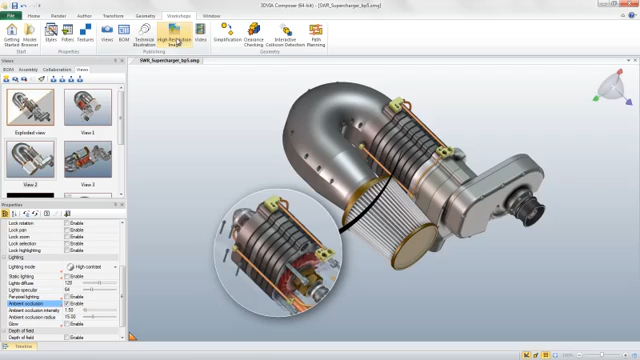 3DVIA Composer (64-bit) - [SWR_Supercharger_bp5.smg]
File Home Render Author Transform Geometry Workshops Window
Getting Started
Model Browser
Styles
Filters
Textures
Views
BOM
Technical Illustration
High Resolution Image
Video
Simplification
Clearance Checking
Interactive Collision Detection
Path Planning
Start
Properties
Publishing
Geometry
Views
BOM Assembly Collaboration Views
SWR_Supercharger_bp5.smg
Exploded view
View 1
View 2
View 3
Properties
Lock rotation Enable
Lock pan Enable
Lock zoom Enable
Lock selection Enable
Lock highlighting Enable
Lighting
Lighting mode High contrast
Static lighting Enable
Lights diffuse 128
Lights specular 64
Per-pixel lighting Enable
Ambient occlusion Enable
Ambient occlusion intensity 1.50
Ambient occlusion radius 15.00
Glow Enable
Depth of field
Depth of field Enable
Timeline